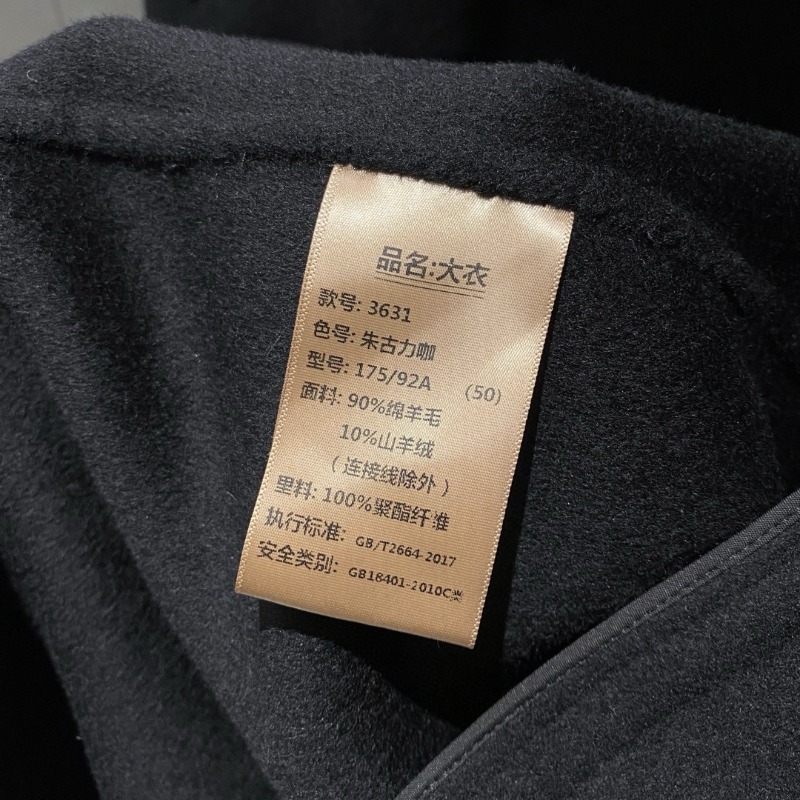 品名:大衣
款号: 3631
色号: 朱古力咖
型号: 175/92A （50）
面料: 90%绵羊毛
10%山羊绒
（连接线除外）
里料: 100%聚酯纤维
执行标准: GB/T2664-2017
安全类别: GB18401-2010C类